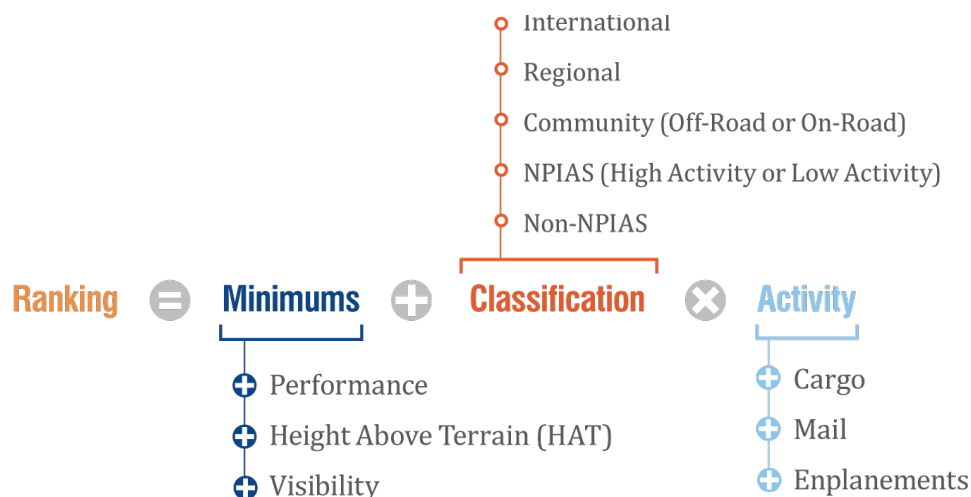 International
Regional
Community (Off-Road or On-Road)
NPIAS (High Activity or Low Activity)
Non-NPIAS
Ranking = Minimums + Classification × Activity
Performance
Height Above Terrain (HAT)
Visibility
Cargo
Mail
Enplanements